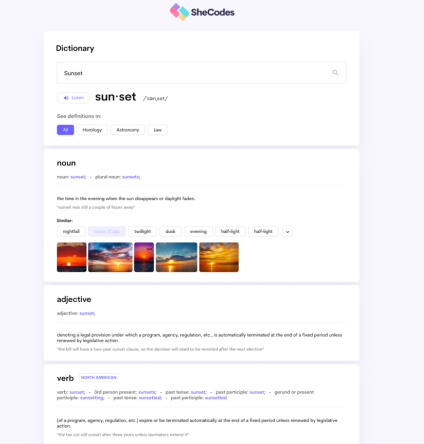 SheCodes
Dictionary
Sunset
Listen sun·set /ˈsənˌset/
See definitions in:
All Horology Astronomy Law
noun
noun: sunset; - plural noun: sunsets;
the time in the evening when the sun disappears or daylight fades.
"sunset was still a couple of hours away"
Similar:
nightfall close of day twilight dusk evening half-light half-light
adjective
adjective: sunset;
denoting a legal provision under which a program, agency, regulation, etc., is automatically terminated at the end of a fixed period unless
renewed by legislative action.
"the bill will have a two-year sunset clause, so the decision will need to be revisited after the next election"
verb NORTH AMERICAN
verb: sunset; - 3rd person present: sunsets; - past tense: sunset; - past participle: sunset; - gerund or present
participle: sunsetting; - past tense: sunsetted; - past participle: sunsetted
(of a program, agency, regulation, etc.) expire or be terminated automatically at the end of a fixed period unless renewed by legislative
action.
"the tax cut will sunset after three years unless lawmakers extend it"